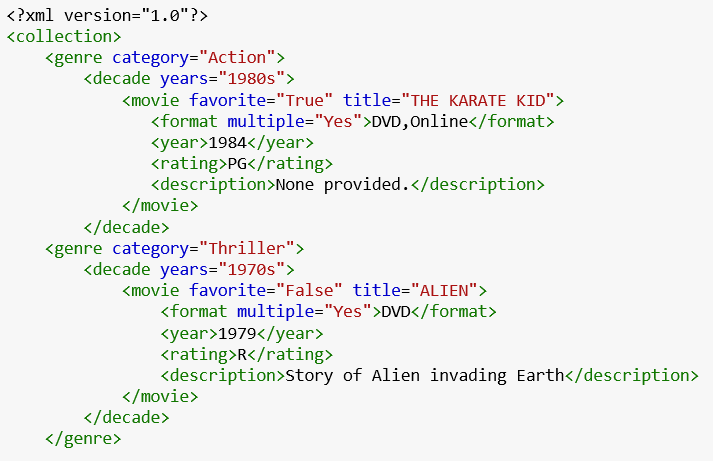 <?xml version="1.0"?>
<collection>
    <genre category="Action">
        <decade years="1980s">
            <movie favorite="True" title="THE KARATE KID">
               <format multiple="Yes">DVD,Online</format>
               <year>1984</year>
               <rating>PG</rating>
               <description>None provided.</description>
            </movie>
        </decade>
    <genre category="Thriller">
        <decade years="1970s">
            <movie favorite="False" title="ALIEN">
                <format multiple="Yes">DVD</format>
                <year>1979</year>
                <rating>R</rating>
                <description>Story of Alien invading Earth</description>
            </movie>
        </decade>
    </genre>